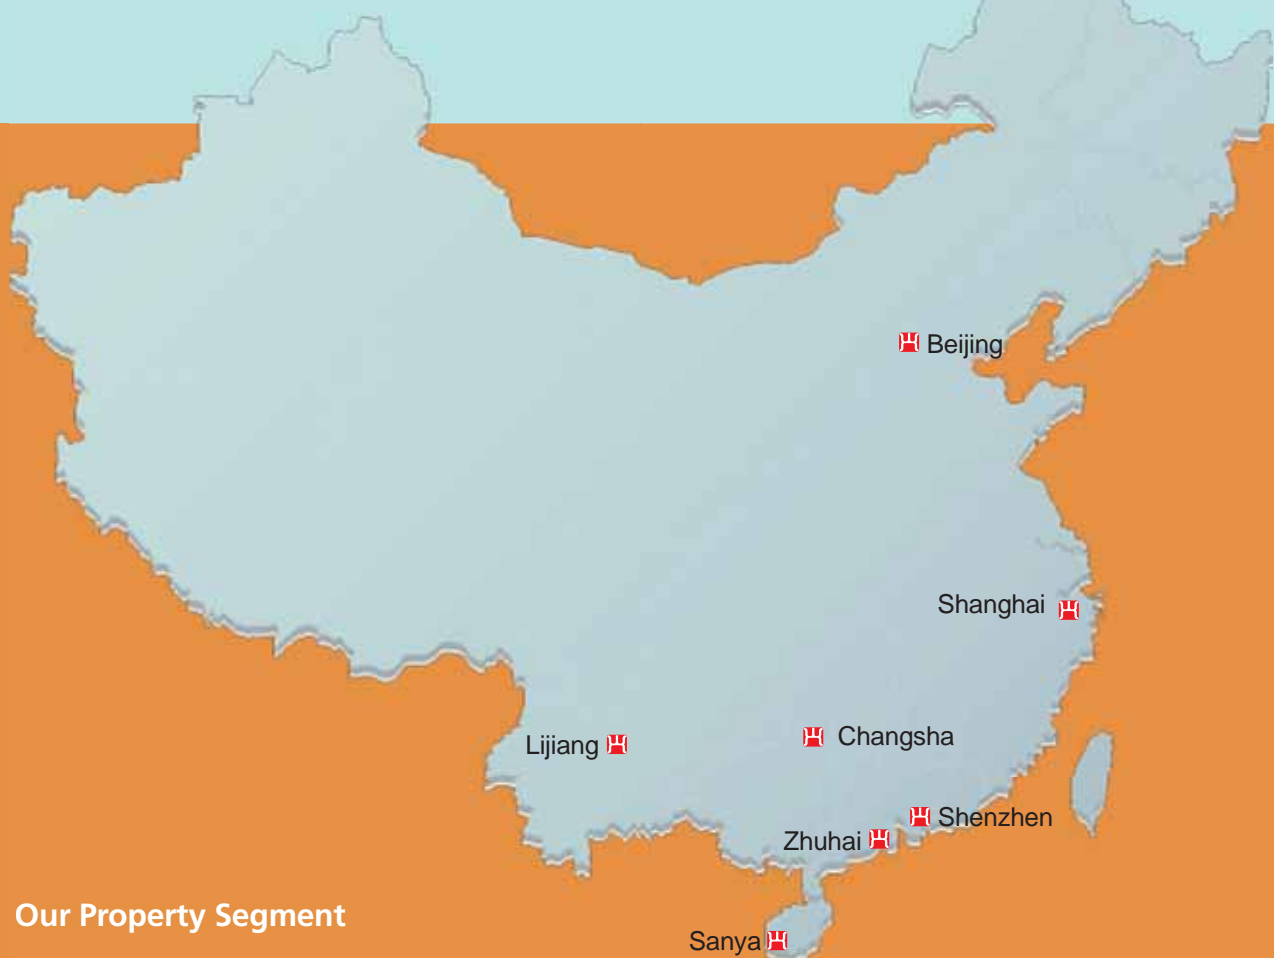 Beijing
Shanghai
Changsha
Lijiang
Shenzhen
Zhuhai
Our Property Segment
Sanya